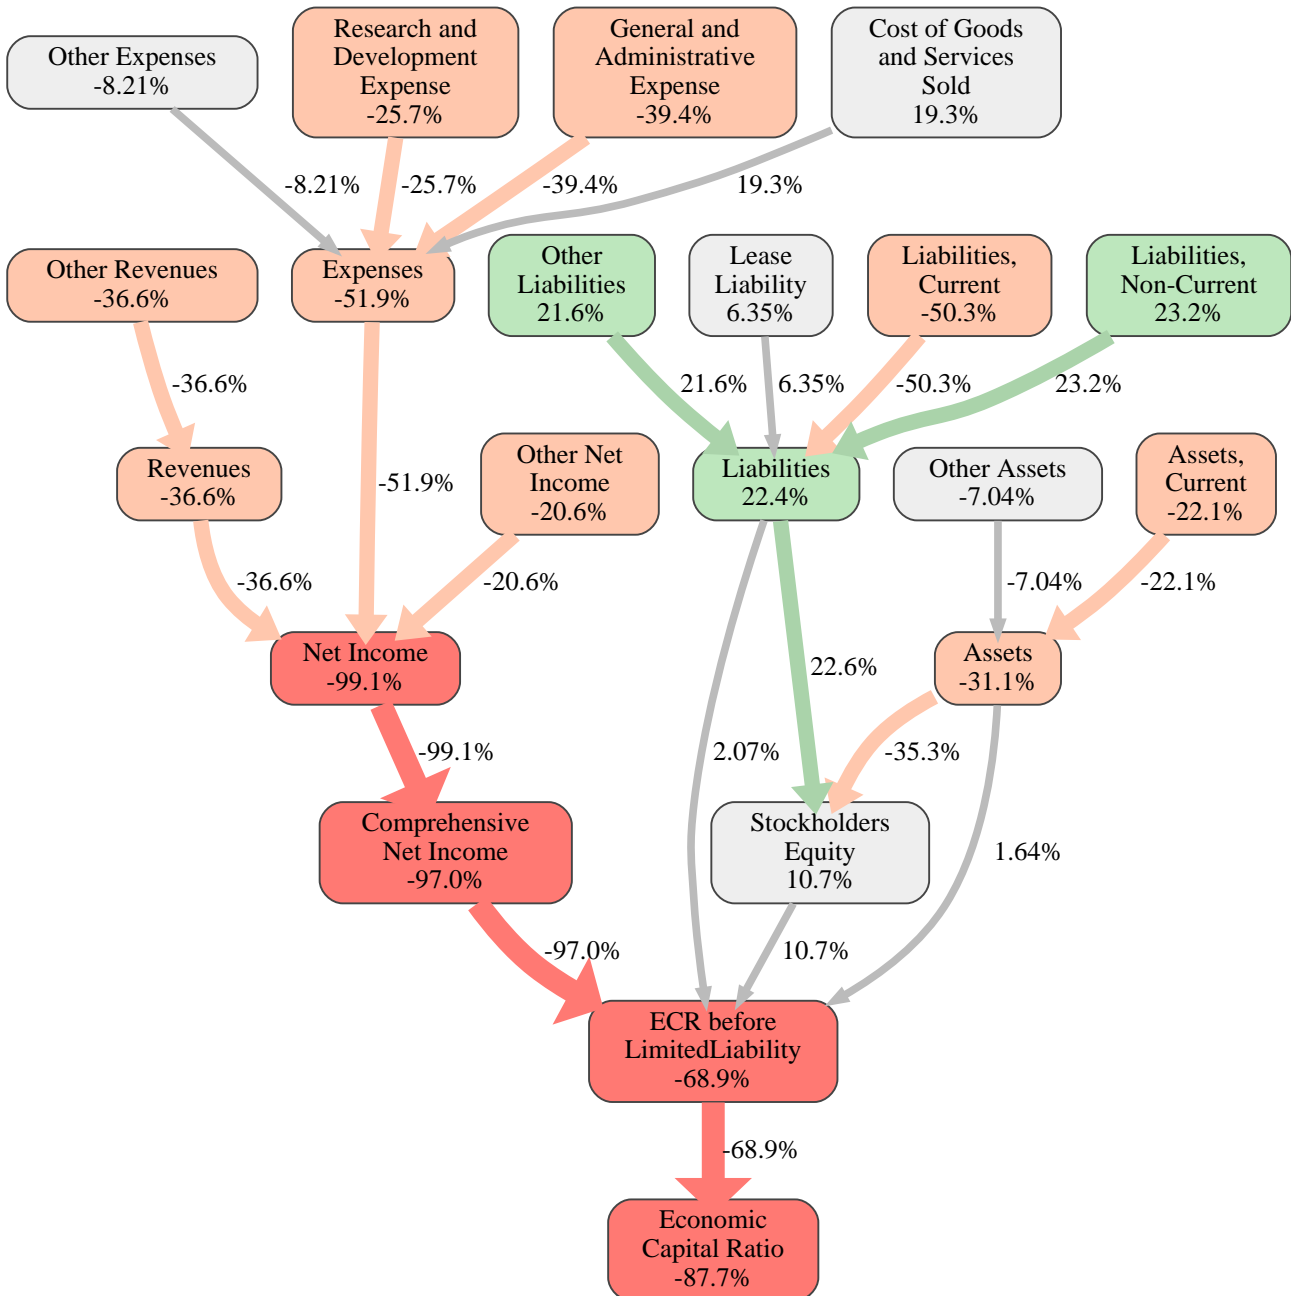 Other Expenses
-8.21%
Research and
Development
Expense
-25.7%
General and
Administrative
Expense
-39.4%
Cost of Goods
and Services
Sold
19.3%
-8.21%
-25.7%
-39.4%
19.3%
Other Revenues
-36.6%
Expenses
-51.9%
Other
Liabilities
21.6%
Lease
Liability
6.35%
Liabilities,
Current
-50.3%
Liabilities,
Non-Current
23.2%
-36.6%
21.6%
6.35%
-50.3%
23.2%
Revenues
-36.6%
-51.9%
Other Net
Income
-20.6%
Liabilities
22.4%
Other Assets
-7.04%
Assets,
Current
-22.1%
-36.6%
-20.6%
-7.04%
-22.1%
Net Income
-99.1%
22.6%
Assets
-31.1%
-99.1%
2.07%
-35.3%
Comprehensive
Net Income
-97.0%
Stockholders
Equity
10.7%
1.64%
-97.0%
10.7%
ECR before
LimitedLiability
-68.9%
-68.9%
Economic
Capital Ratio
-87.7%